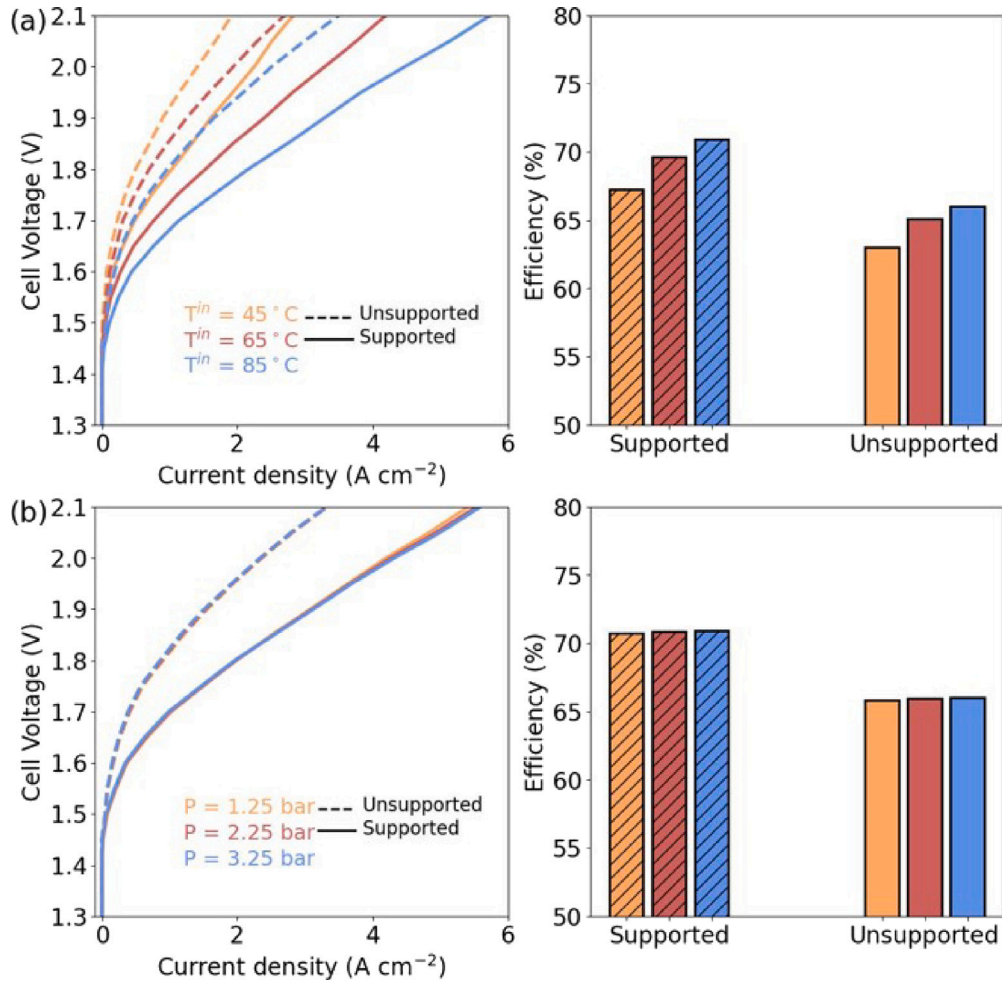 (a)
2.1
2.0
1.9
1.8
1.7
1.6
1.5
1.4
1.3
Cell Voltage (V)
T^in = 45°C Unsupported
T^in = 65°C Supported
T^in = 85°C
0 2 4 6
Current density (A cm⁻²)
80
75
70
65
60
55
50
Efficiency (%)
Supported Unsupported
(b)
2.1
2.0
1.9
1.8
1.7
1.6
1.5
1.4
1.3
Cell Voltage (V)
P = 1.25 bar Unsupported
P = 2.25 bar Supported
P = 3.25 bar
0 2 4 6
Current density (A cm⁻²)
80
75
70
65
60
55
50
Efficiency (%)
Supported Unsupported